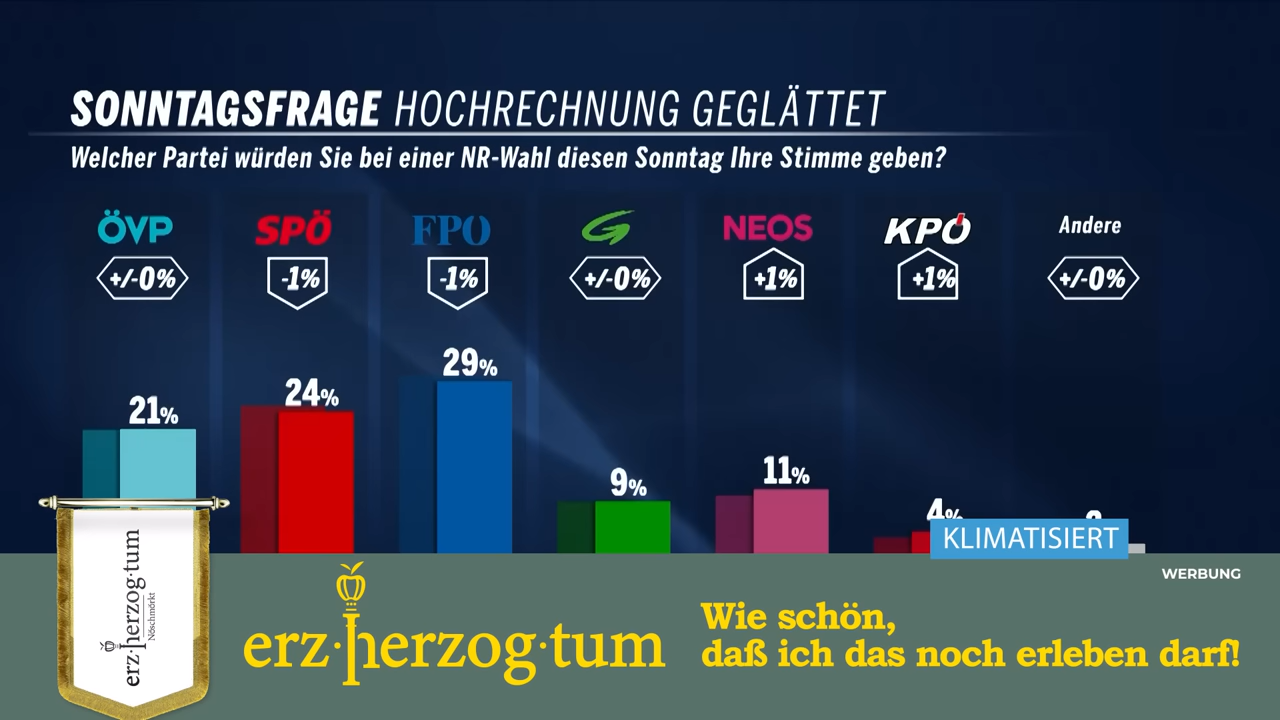 SONNTAGSFRAGE HOCHRECHNUNG GEGLÄTTET
Welcher Partei würden Sie bei einer NR-Wahl diesen Sonntag Ihre Stimme geben?
ÖVP SPÖ FPÖ G NEOS KPÖ Andere
+/-0% -1% -1% +/-0% +1% +1% +/-0%
21% 24% 29% 9% 11% 4%
KLIMATISIERT
WERBUNG
erz·herzog·tum
Nöschmörkt
erz·herzog·tum
Wie schön,
daß ich das noch erleben darf!